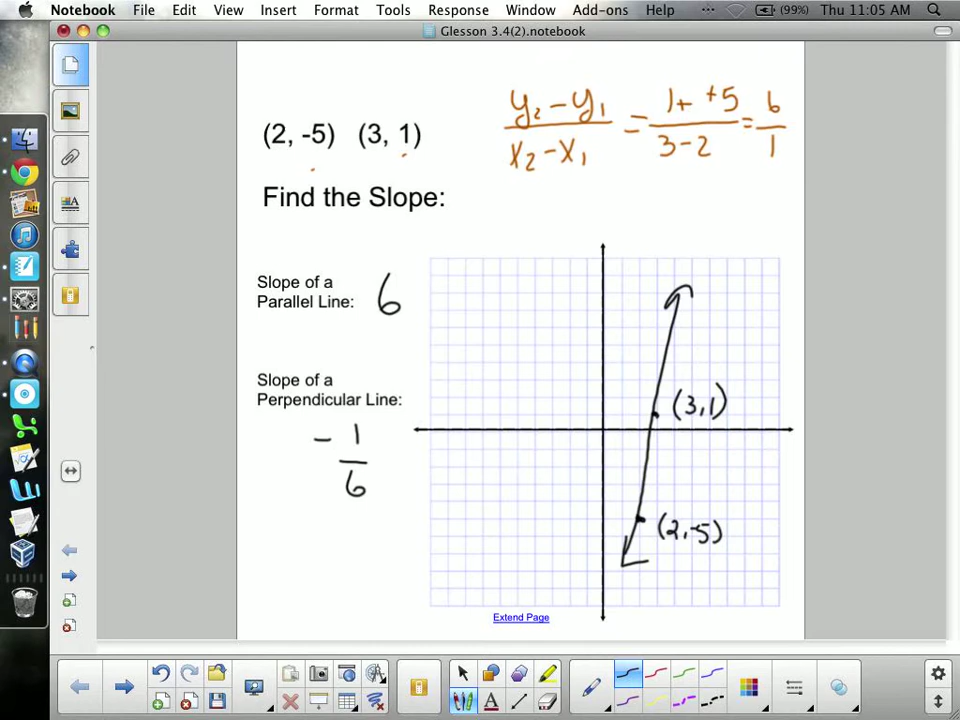 Notebook File Edit View Insert Format Tools Response Window Add-ons Help ••• (99%) Thu 11:05 AM
Glesson 3.4(2).notebook
(2, -5) (3, 1)
y₂ - y₁ / x₂ - x₁ = 1 + +5 / 3 - 2 = 6 / 1
Find the Slope:
Slope of a
Parallel Line: 6
Slope of a
Perpendicular Line:
- 1 / 6
(3,1)
(2,-5)
Extend Page